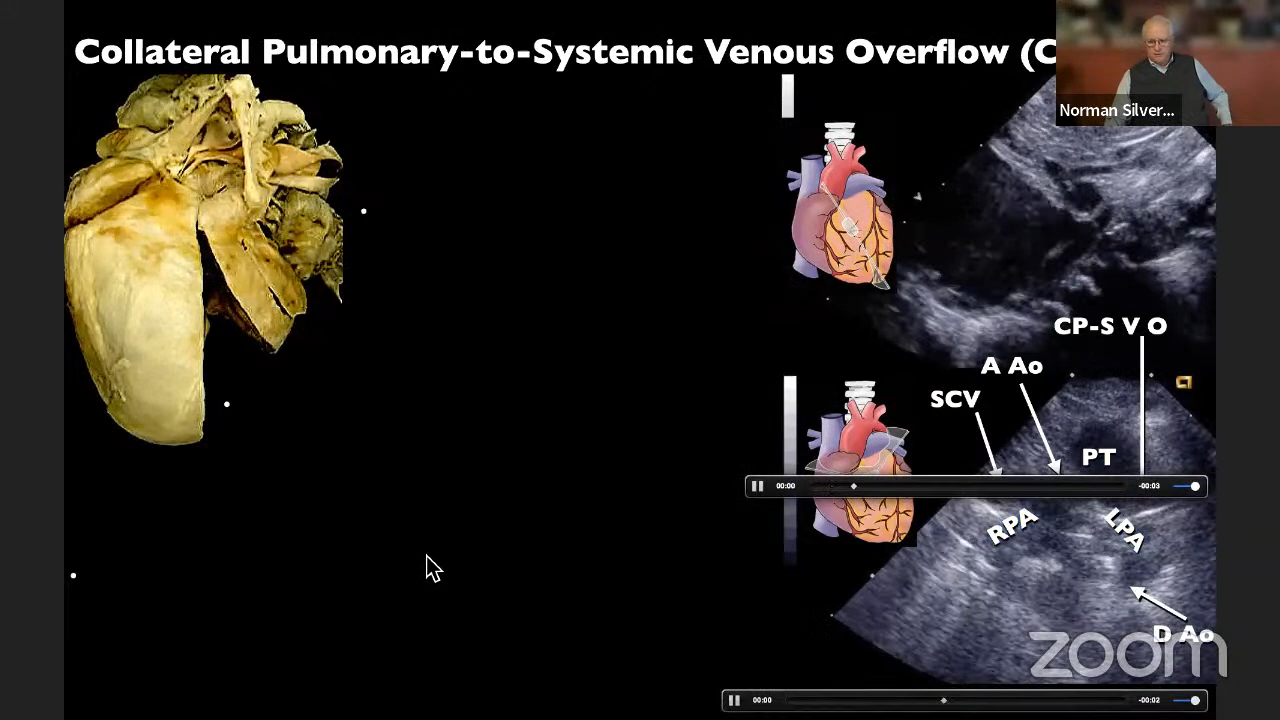 Collateral Pulmonary-to-Systemic Venous Overflow (C
Norman Silver...
CP-S V O
A Ao
SCV
PT
00:00
-00:03
RPA
LPA
D Ao
zoom
00:00
-00:02